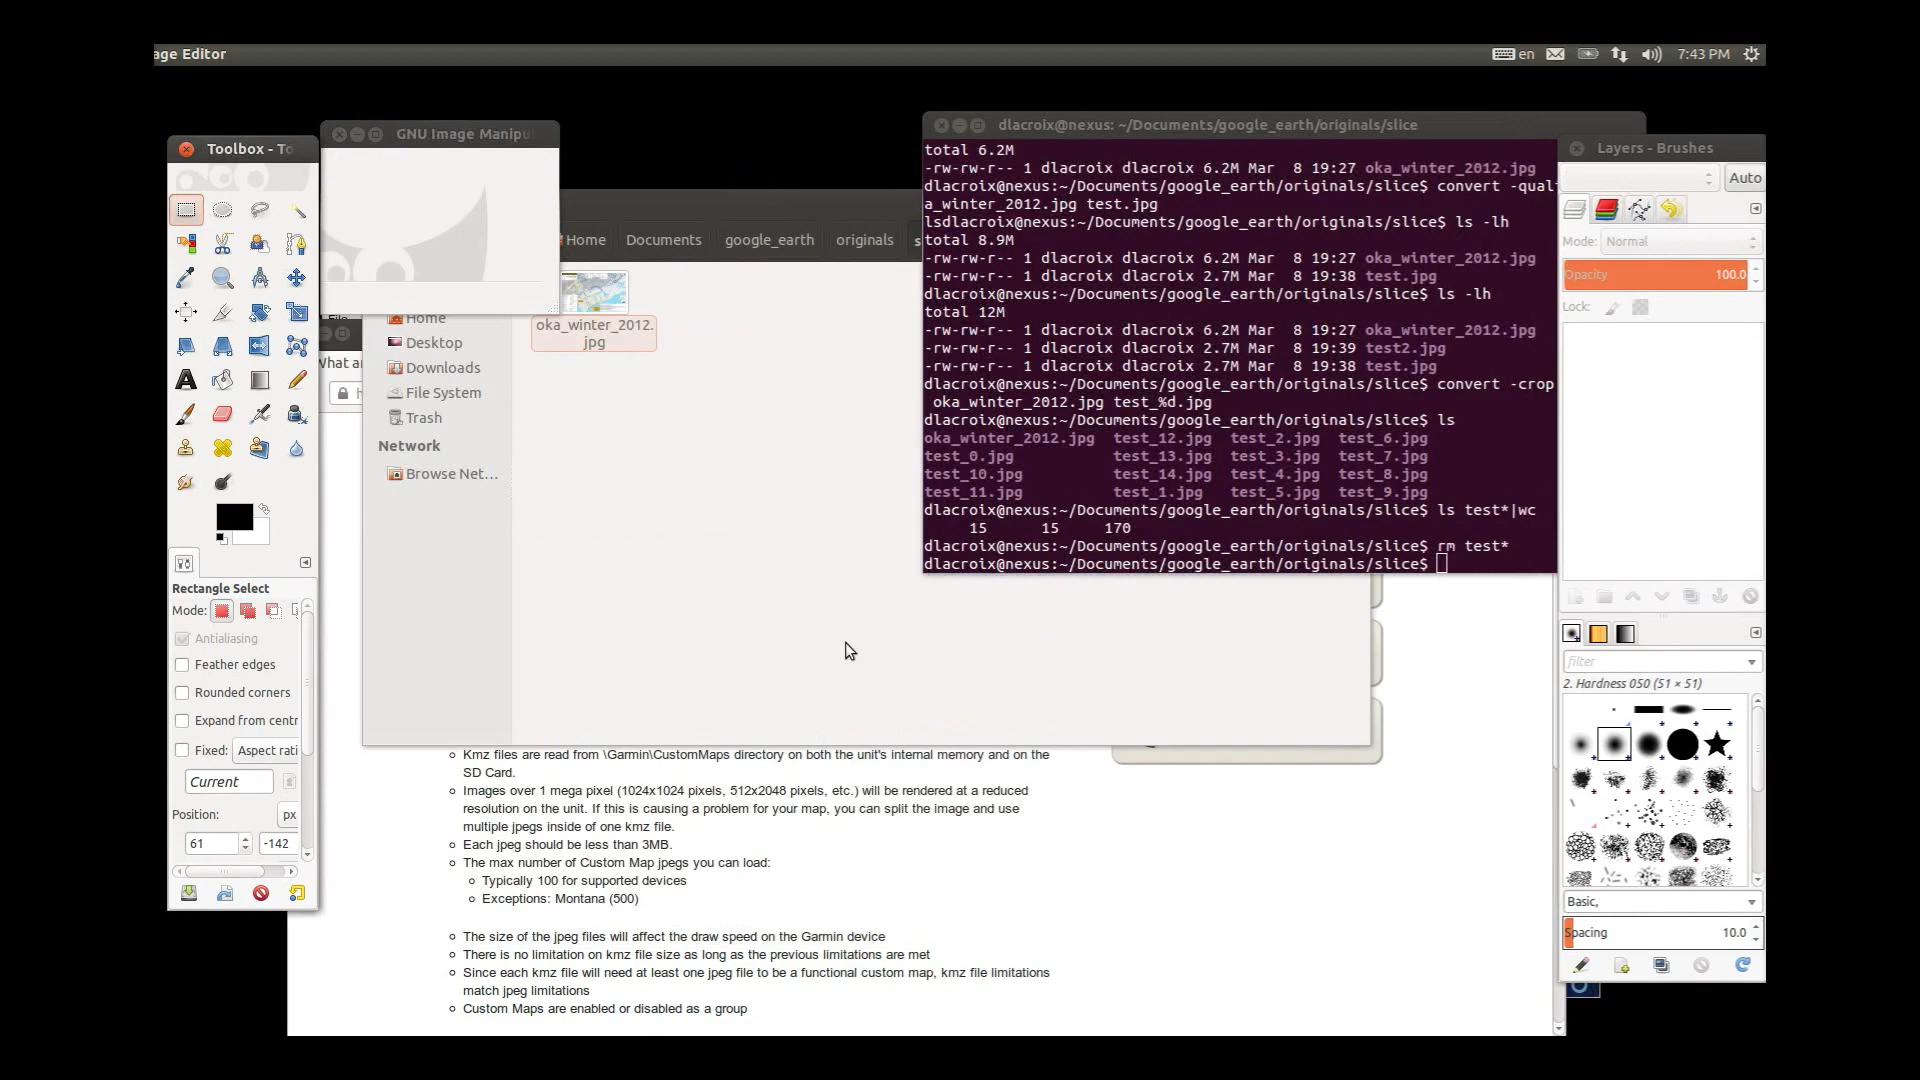 age Editor
en
7:43 PM
Toolbox - To
GNU Image Manipu
dlacroix@nexus: ~/Documents/google_earth/originals/slice
Layers - Brushes
Home
Documents
google_earth
originals
oka_winter_2012.
jpg
File
What a
Home
Desktop
Downloads
File System
Trash
Network
Browse Net...
total 6.2M
-rw-rw-r-- 1 dlacroix dlacroix 6.2M Mar  8 19:27 oka_winter_2012.jpg
dlacroix@nexus:~/Documents/google_earth/originals/slice$ convert -qual
a_winter_2012.jpg test.jpg
lsdlacroix@nexus:~/Documents/google_earth/originals/slice$ ls -lh
total 8.9M
-rw-rw-r-- 1 dlacroix dlacroix 6.2M Mar  8 19:27 oka_winter_2012.jpg
-rw-rw-r-- 1 dlacroix dlacroix 2.7M Mar  8 19:38 test.jpg
dlacroix@nexus:~/Documents/google_earth/originals/slice$ ls -lh
total 12M
-rw-rw-r-- 1 dlacroix dlacroix 6.2M Mar  8 19:27 oka_winter_2012.jpg
-rw-rw-r-- 1 dlacroix dlacroix 2.7M Mar  8 19:39 test2.jpg
-rw-rw-r-- 1 dlacroix dlacroix 2.7M Mar  8 19:38 test.jpg
dlacroix@nexus:~/Documents/google_earth/originals/slice$ convert -crop
oka_winter_2012.jpg test_%d.jpg
dlacroix@nexus:~/Documents/google_earth/originals/slice$ ls
oka_winter_2012.jpg  test_12.jpg  test_2.jpg  test_6.jpg
test_0.jpg           test_13.jpg  test_3.jpg  test_7.jpg
test_10.jpg          test_14.jpg  test_4.jpg  test_8.jpg
test_11.jpg          test_1.jpg   test_5.jpg  test_9.jpg
dlacroix@nexus:~/Documents/google_earth/originals/slice$ ls test*|wc
15      15     170
dlacroix@nexus:~/Documents/google_earth/originals/slice$ rm test*
dlacroix@nexus:~/Documents/google_earth/originals/slice$
Auto
Mode: Normal
Opacity 100.0
Lock:
filter
2. Hardness 050 (51 × 51)
Basic,
Spacing 10.0
Rectangle Select
Mode:
Antialiasing
Feather edges
Rounded corners
Expand from centr
Fixed: Aspect rati
Current
Position: px
61 -142
Kmz files are read from \Garmin\CustomMaps directory on both the unit's internal memory and on the
SD Card.
Images over 1 mega pixel (1024x1024 pixels, 512x2048 pixels, etc.) will be rendered at a reduced
resolution on the unit. If this is causing a problem for your map, you can split the image and use
multiple jpegs inside of one kmz file.
Each jpeg should be less than 3MB.
The max number of Custom Map jpegs you can load:
Typically 100 for supported devices
Exceptions: Montana (500)
The size of the jpeg files will affect the draw speed on the Garmin device
There is no limitation on kmz file size as long as the previous limitations are met
Since each kmz file will need at least one jpeg file to be a functional custom map, kmz file limitations
match jpeg limitations
Custom Maps are enabled or disabled as a group